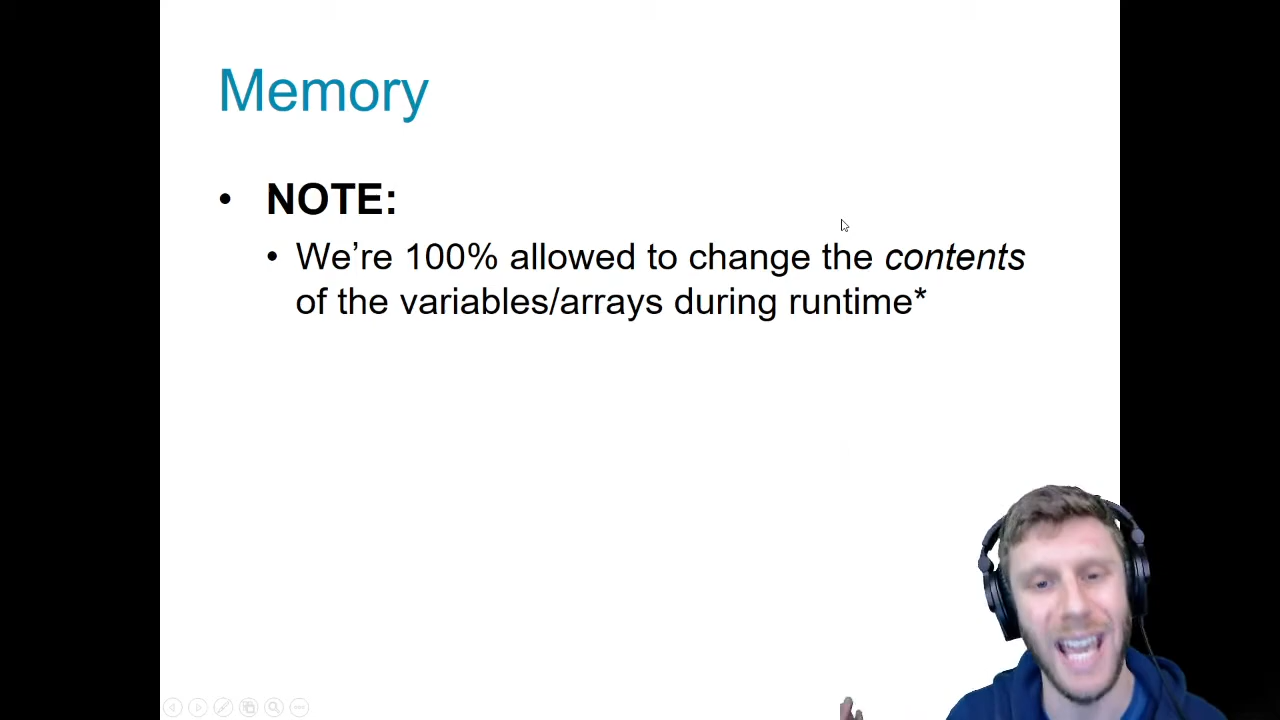 Memory
• NOTE:
• We’re 100% allowed to change the contents
of the variables/arrays during runtime*